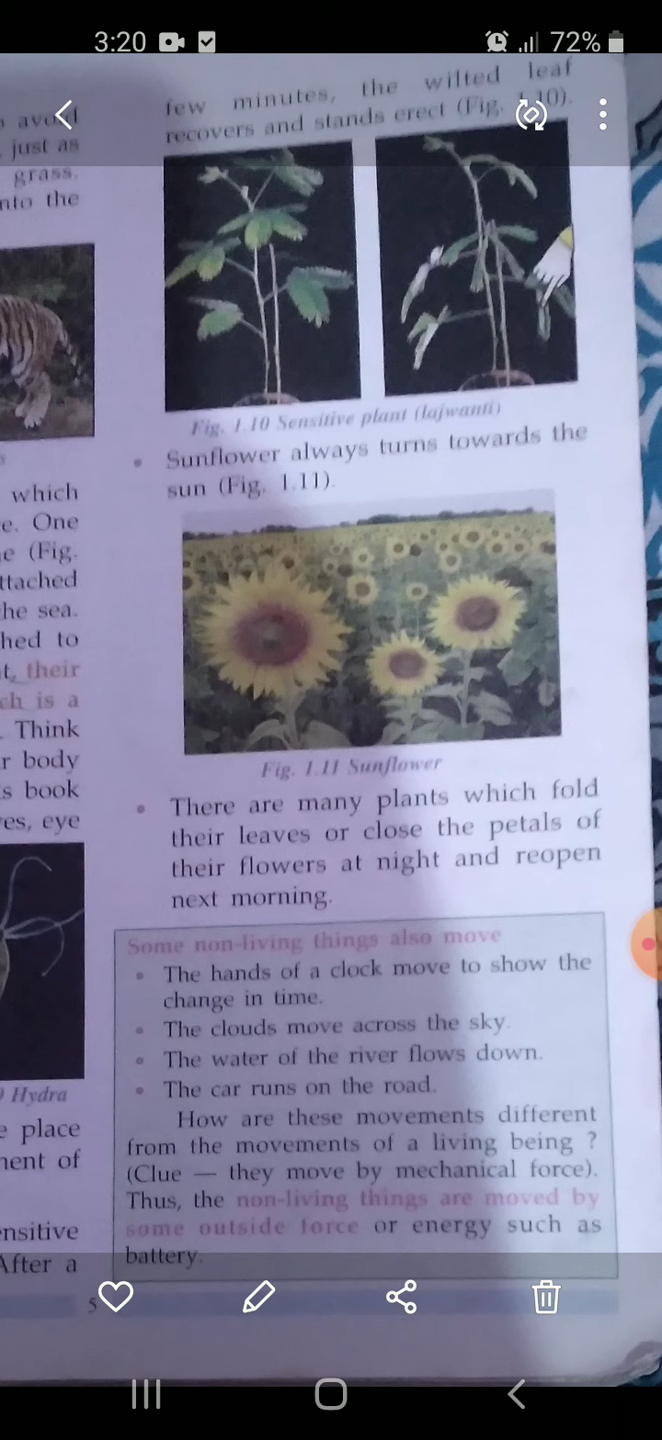 3:20
72%
o avoid
just as
grass.
nto the
s
which
e. One
e (Fig.
ttached
he sea.
hed to
t, their
ch is a
. Think
r body
s book
es, eye
Hydra
e place
ment of
ensitive
After a
few minutes, the wilted leaf
recovers and stands erect (Fig. 1.10).
Fig. 1.10 Sensitive plant (lajwanti)
• Sunflower always turns towards the
sun (Fig. 1.11).
Fig. 1.11 Sunflower
• There are many plants which fold
their leaves or close the petals of
their flowers at night and reopen
next morning.
Some non-living things also move
• The hands of a clock move to show the
change in time.
• The clouds move across the sky.
• The water of the river flows down.
• The car runs on the road.
How are these movements different
from the movements of a living being ?
(Clue — they move by mechanical force).
Thus, the non-living things are moved by
some outside force or energy such as
battery.
5